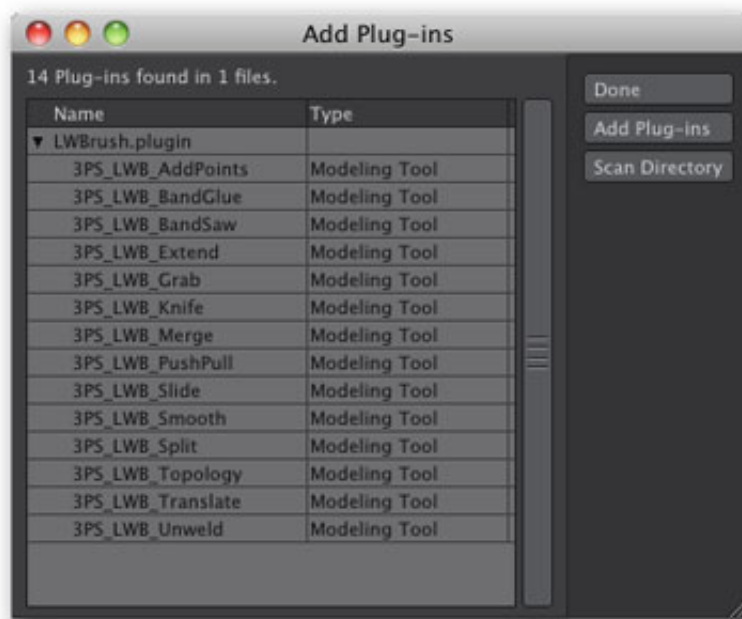 Add Plug-ins
14 Plug-ins found in 1 files.
Name Type
LWBrush.plugin
3PS_LWB_AddPoints Modeling Tool
3PS_LWB_BandGlue Modeling Tool
3PS_LWB_BandSaw Modeling Tool
3PS_LWB_Extend Modeling Tool
3PS_LWB_Grab Modeling Tool
3PS_LWB_Knife Modeling Tool
3PS_LWB_Merge Modeling Tool
3PS_LWB_PushPull Modeling Tool
3PS_LWB_Slide Modeling Tool
3PS_LWB_Smooth Modeling Tool
3PS_LWB_Split Modeling Tool
3PS_LWB_Topology Modeling Tool
3PS_LWB_Translate Modeling Tool
3PS_LWB_Unweld Modeling Tool
Done
Add Plug-ins
Scan Directory